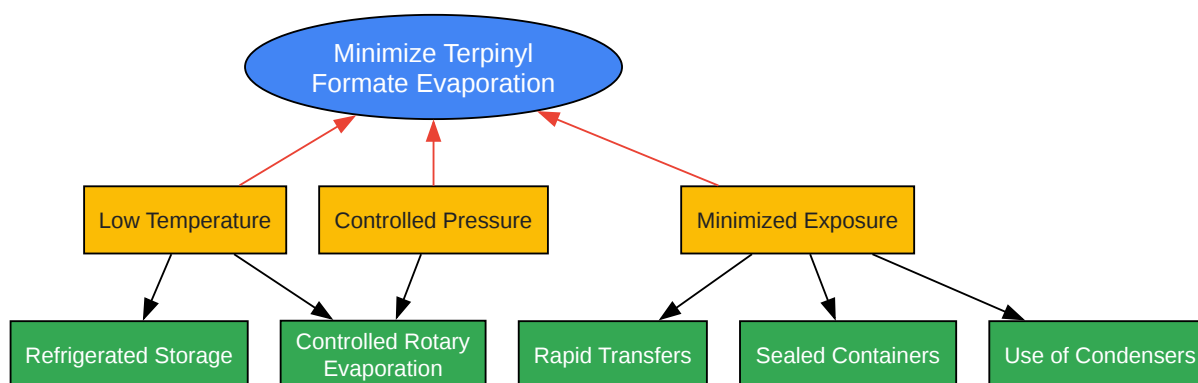 Minimize Terpinyl
Formate Evaporation
Low Temperature
Controlled Pressure
Minimized Exposure
Refrigerated Storage
Controlled Rotary
Evaporation
Rapid Transfers
Sealed Containers
Use of Condensers